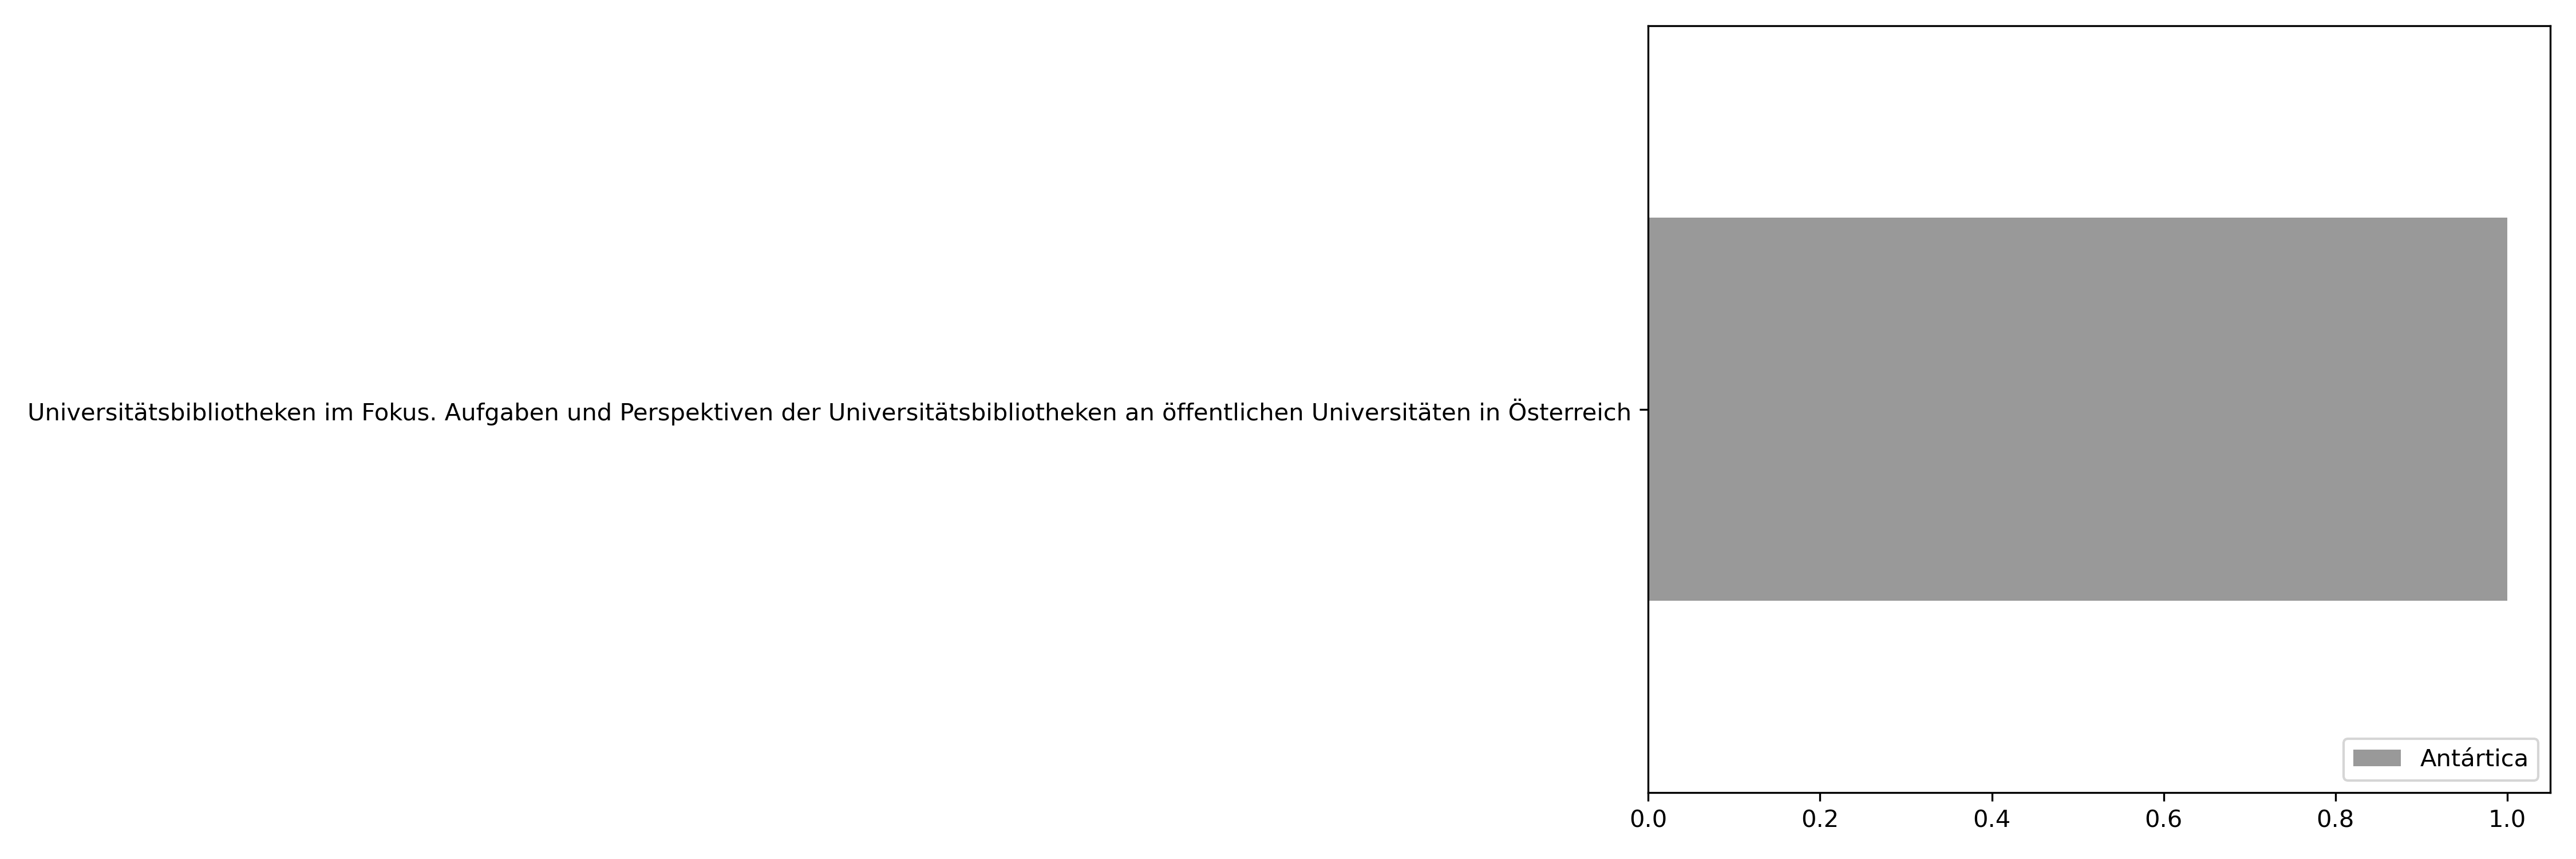 Universitätsbibliotheken im Fokus. Aufgaben und Perspektiven der Universitätsbibliotheken an öffentlichen Universitäten in Österreich
Antártica
0.0 0.2 0.4 0.6 0.8 1.0